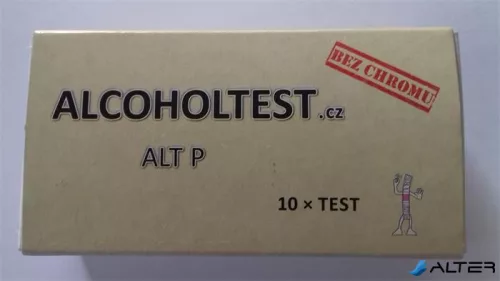 BEZ CHROMU
ALCOHOLTEST.cz
ALT P
10 × TEST
ALTER